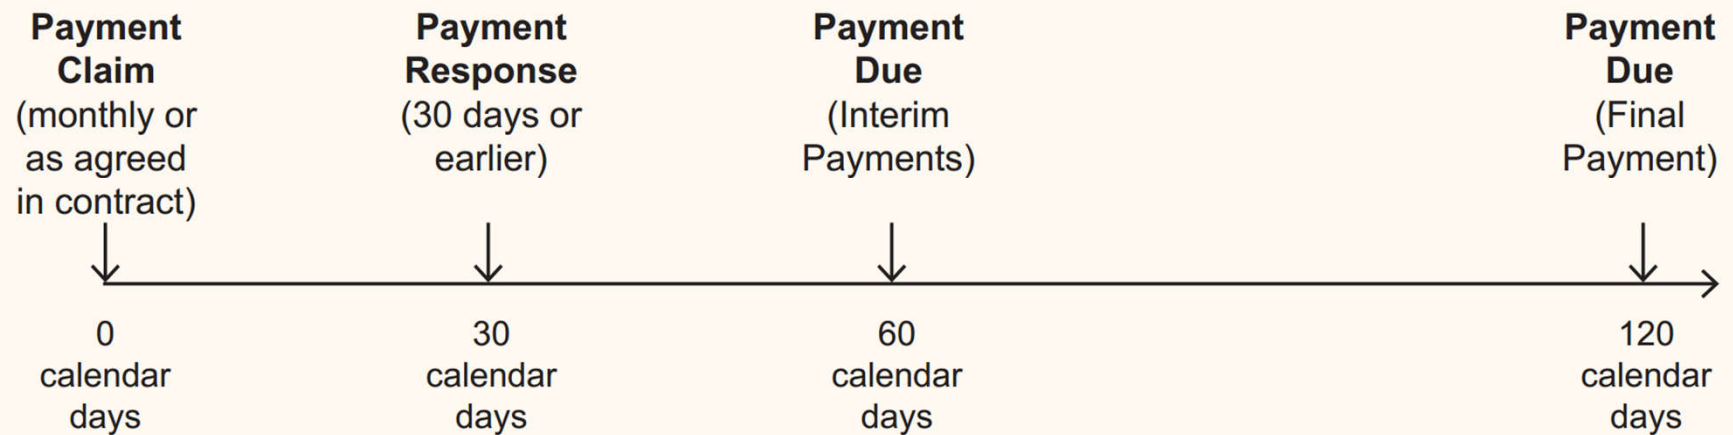 Payment
Claim
(monthly or
as agreed
in contract)
Payment
Response
(30 days or
earlier)
Payment
Due
(Interim
Payments)
Payment
Due
(Final
Payment)
0
calendar
days
30
calendar
days
60
calendar
days
120
calendar
days